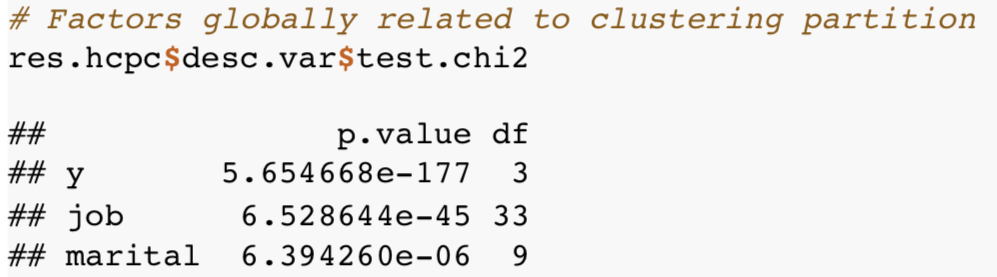 # Factors globally related to clustering partition
res.hcpc$desc.var$test.chi2
## p.value df
## y 5.654668e-177 3
## job 6.528644e-45 33
## marital 6.394260e-06 9